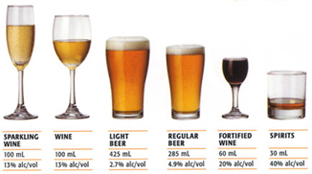 SPARKLING WINE
100 mL
13% alc/vol
WINE
100 mL
13% alc/vol
LIGHT BEER
425 mL
2.7% alc/vol
REGULAR BEER
285 mL
4.9% alc/vol
FORTIFIED WINE
60 mL
20% alc/vol
SPIRITS
30 mL
40% alc/vol